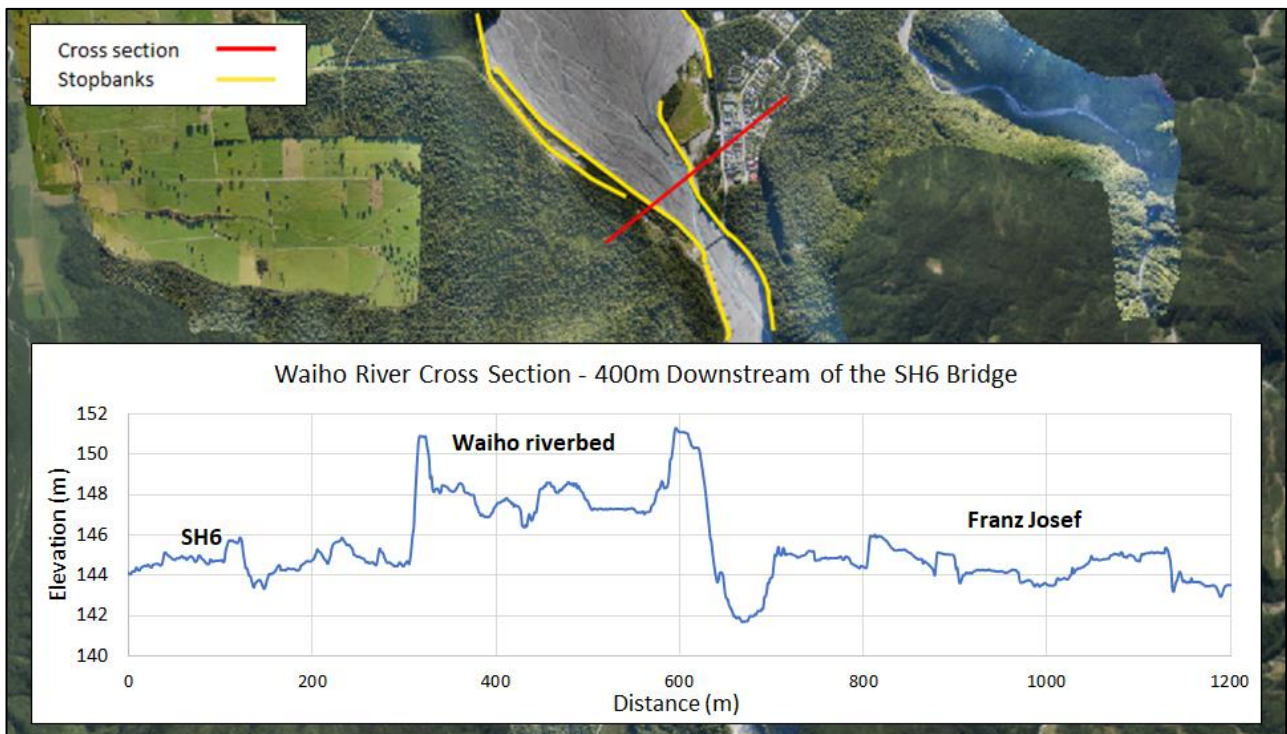 Cross section
Stopbanks
Waiho River Cross Section - 400m Downstream of the SH6 Bridge
152
150
148
146
144
142
140
Elevation (m)
SH6
Waiho riverbed
Franz Josef
0
200
400
600
800
1000
1200
Distance (m)